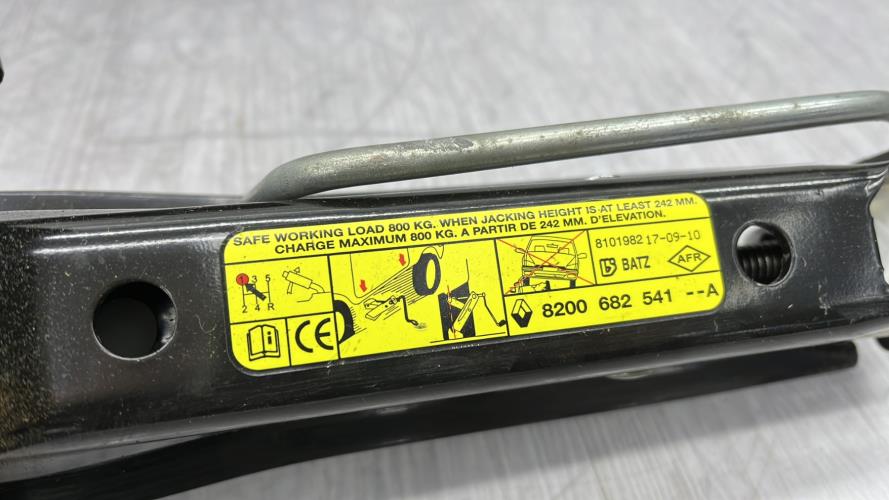 SAFE WORKING LOAD 800 KG. WHEN JACKING HEIGHT IS AT LEAST 242 MM.
CHARGE MAXIMUM 800 KG. A PARTIR DE 242 MM. D'ELEVATION.
1 3 5
2 4 R
CE
8101982 17-09-10
BATZ AFR
8200 682 541 --A